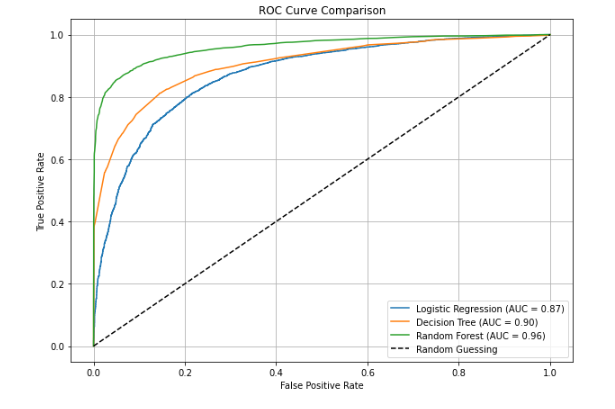 ROC Curve Comparison
1.0
0.8
0.6
0.4
0.2
0.0
True Positive Rate
Logistic Regression (AUC = 0.87)
Decision Tree (AUC = 0.90)
Random Forest (AUC = 0.96)
Random Guessing
0.0 0.2 0.4 0.6 0.8 1.0
False Positive Rate